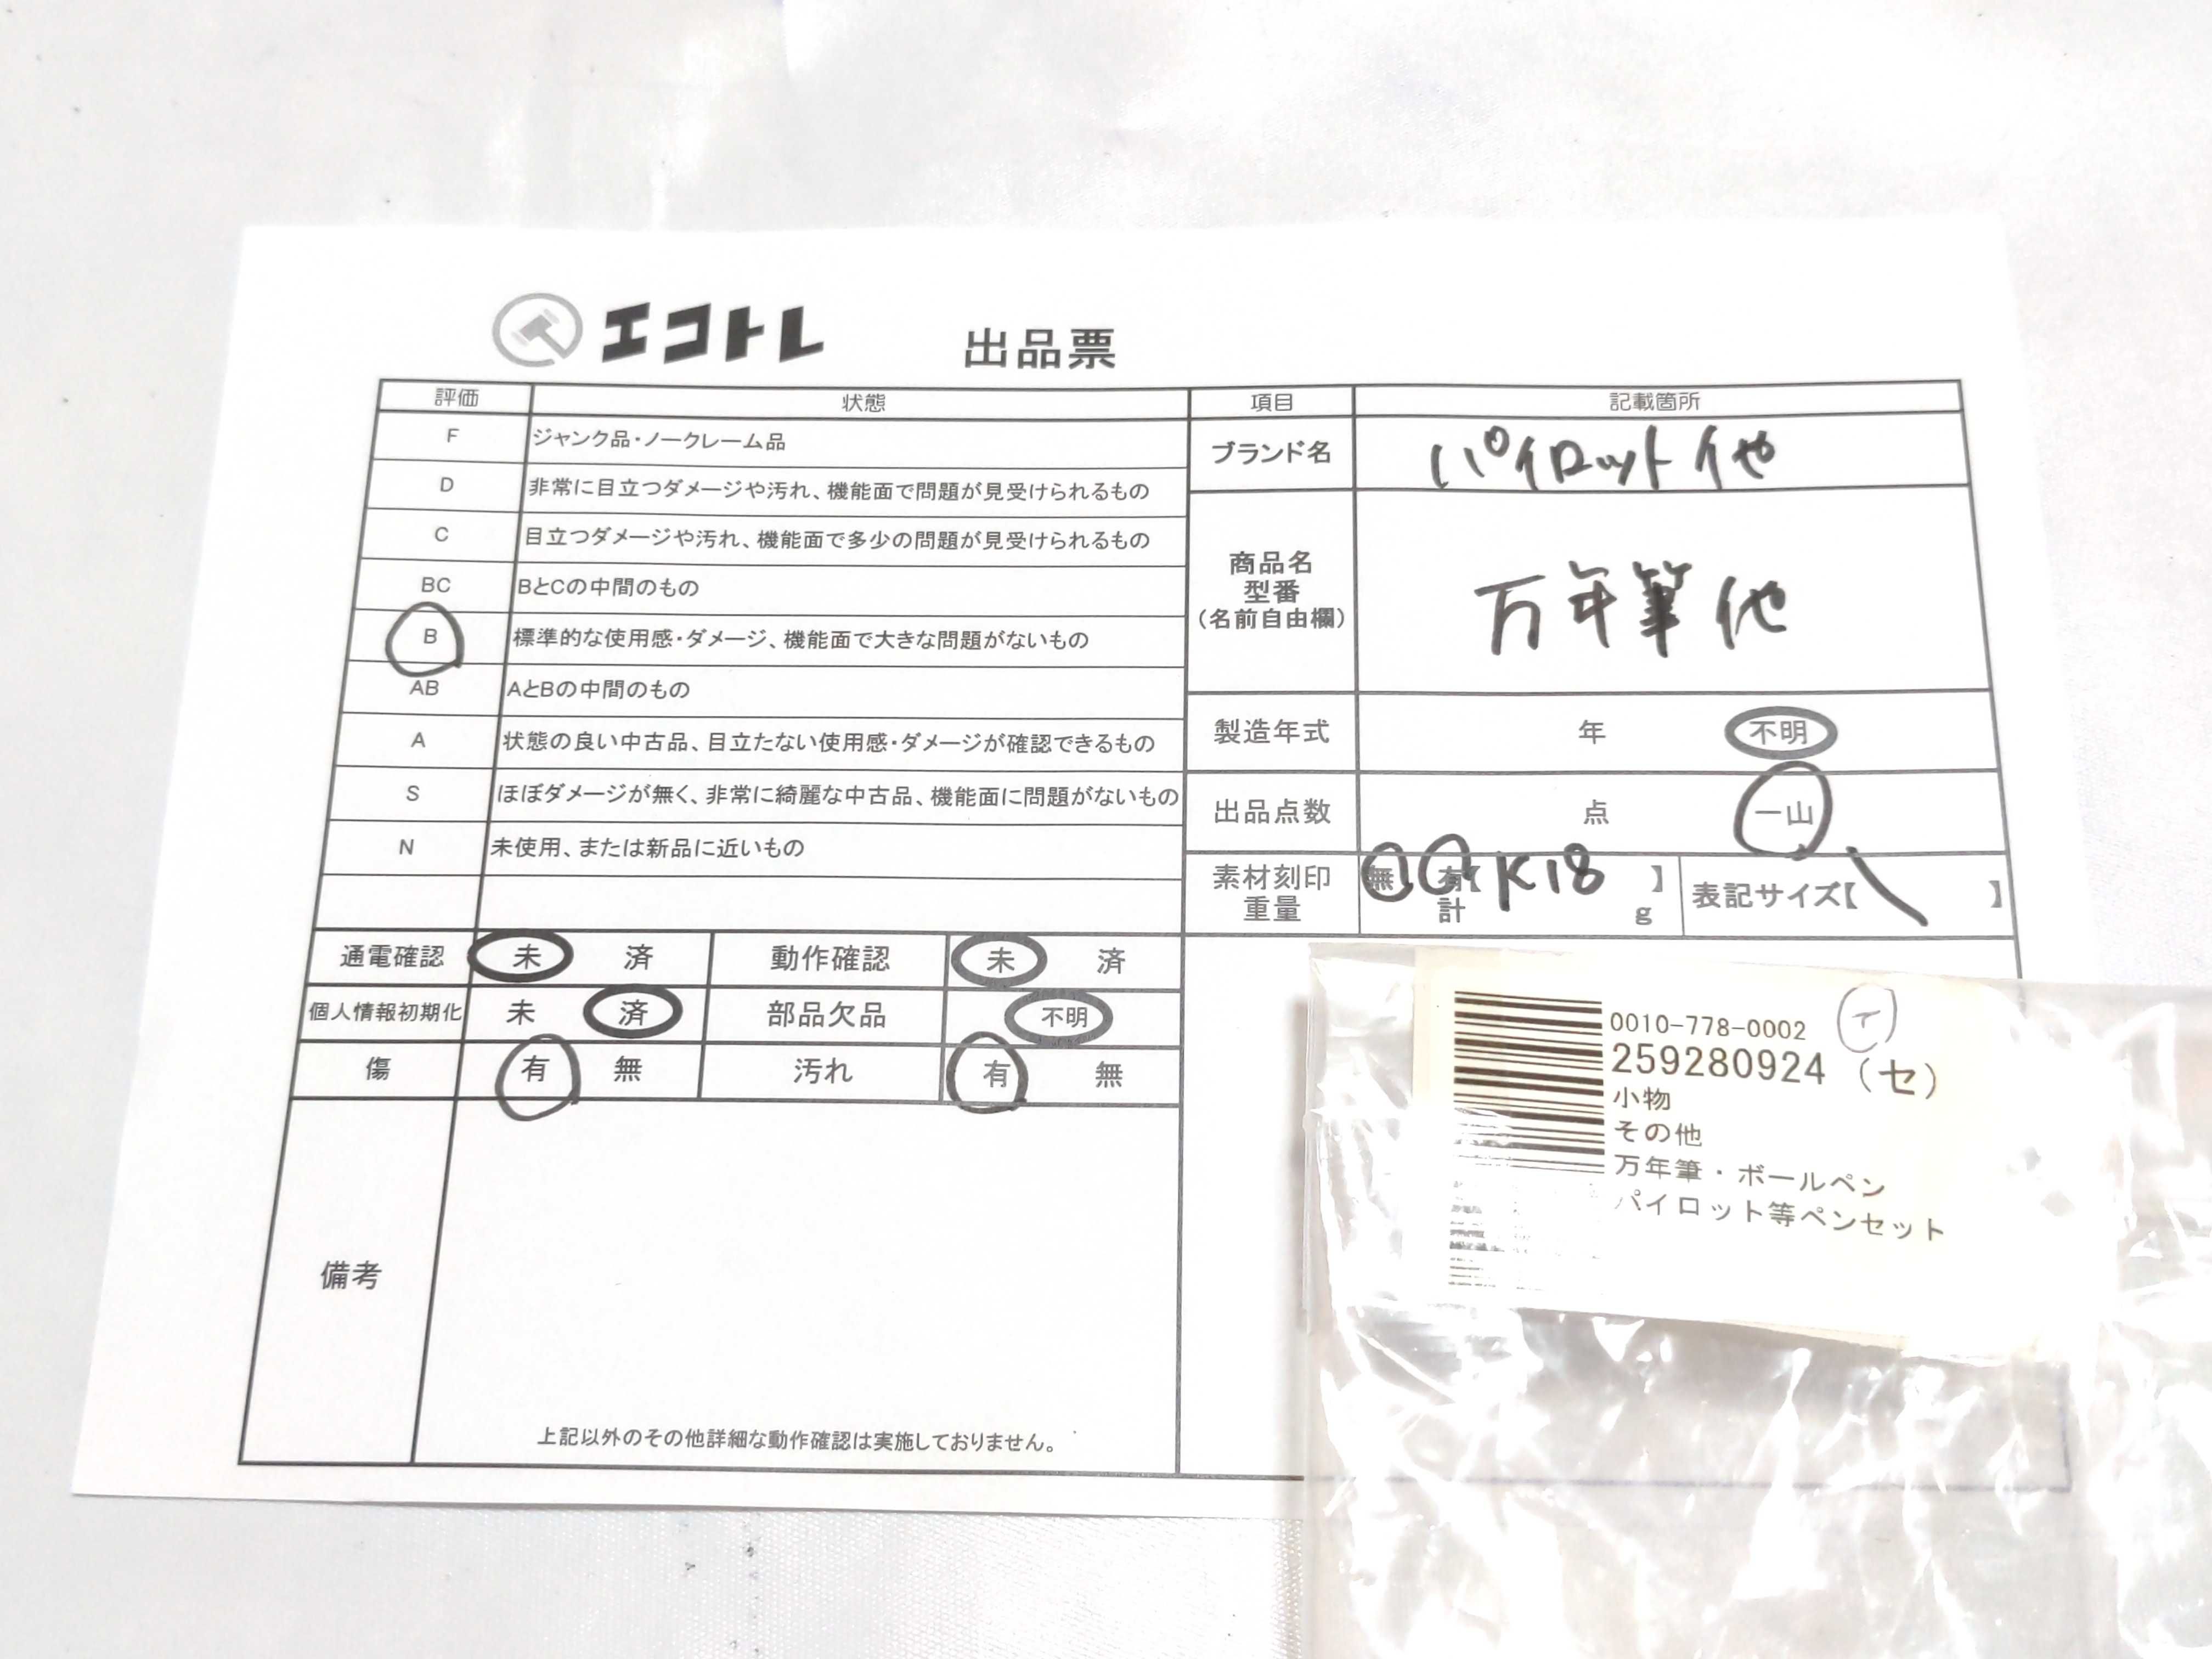 エコトレ 出品票
評価 状態
F ジャンク品・ノークレーム品
D 非常に目立つダメージや汚れ、機能面で問題が見受けられるもの
C 目立つダメージや汚れ、機能面で多少の問題が見受けられるもの
BC BとCの中間のもの
B 標準的な使用感・ダメージ、機能面で大きな問題がないもの
AB AとBの中間のもの
A 状態の良い中古品、目立たない使用感・ダメージが確認できるもの
S ほぼダメージが無く、非常に綺麗な中古品、機能面に問題がないもの
N 未使用、または新品に近いもの
項目 記載箇所
ブランド名 パイロット他
商品名
型番
(名前自由欄)
万年筆他
製造年式 年 不明
出品点数 点 一山
素材刻印 無 有【 K18 】
重量 計 g
表記サイズ【 】
通電確認 未 済 動作確認 未 済
個人情報初期化 未 済 部品欠品 不明
傷 有 無 汚れ 有 無
備考
上記以外のその他詳細な動作確認は実施しておりません。
0010-778-0002
259280924 (セ)
小物
その他
万年筆・ボールペン
パイロット等ペンセット